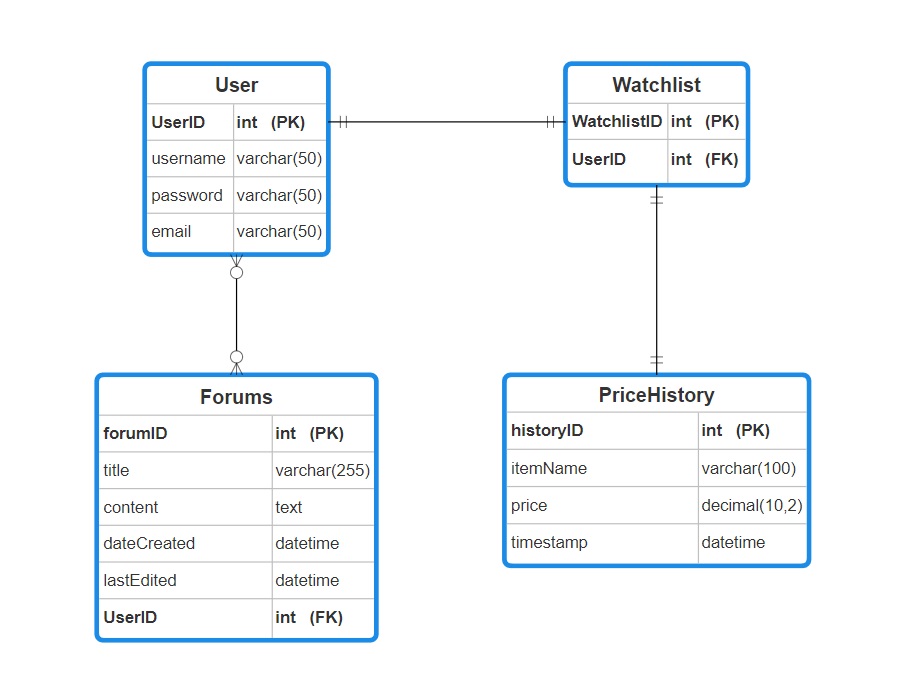 User
UserID int (PK)
username varchar(50)
password varchar(50)
email varchar(50)
Watchlist
WatchlistID int (PK)
UserID int (FK)
Forums
forumID int (PK)
title varchar(255)
content text
dateCreated datetime
lastEdited datetime
UserID int (FK)
PriceHistory
historyID int (PK)
itemName varchar(100)
price decimal(10,2)
timestamp datetime